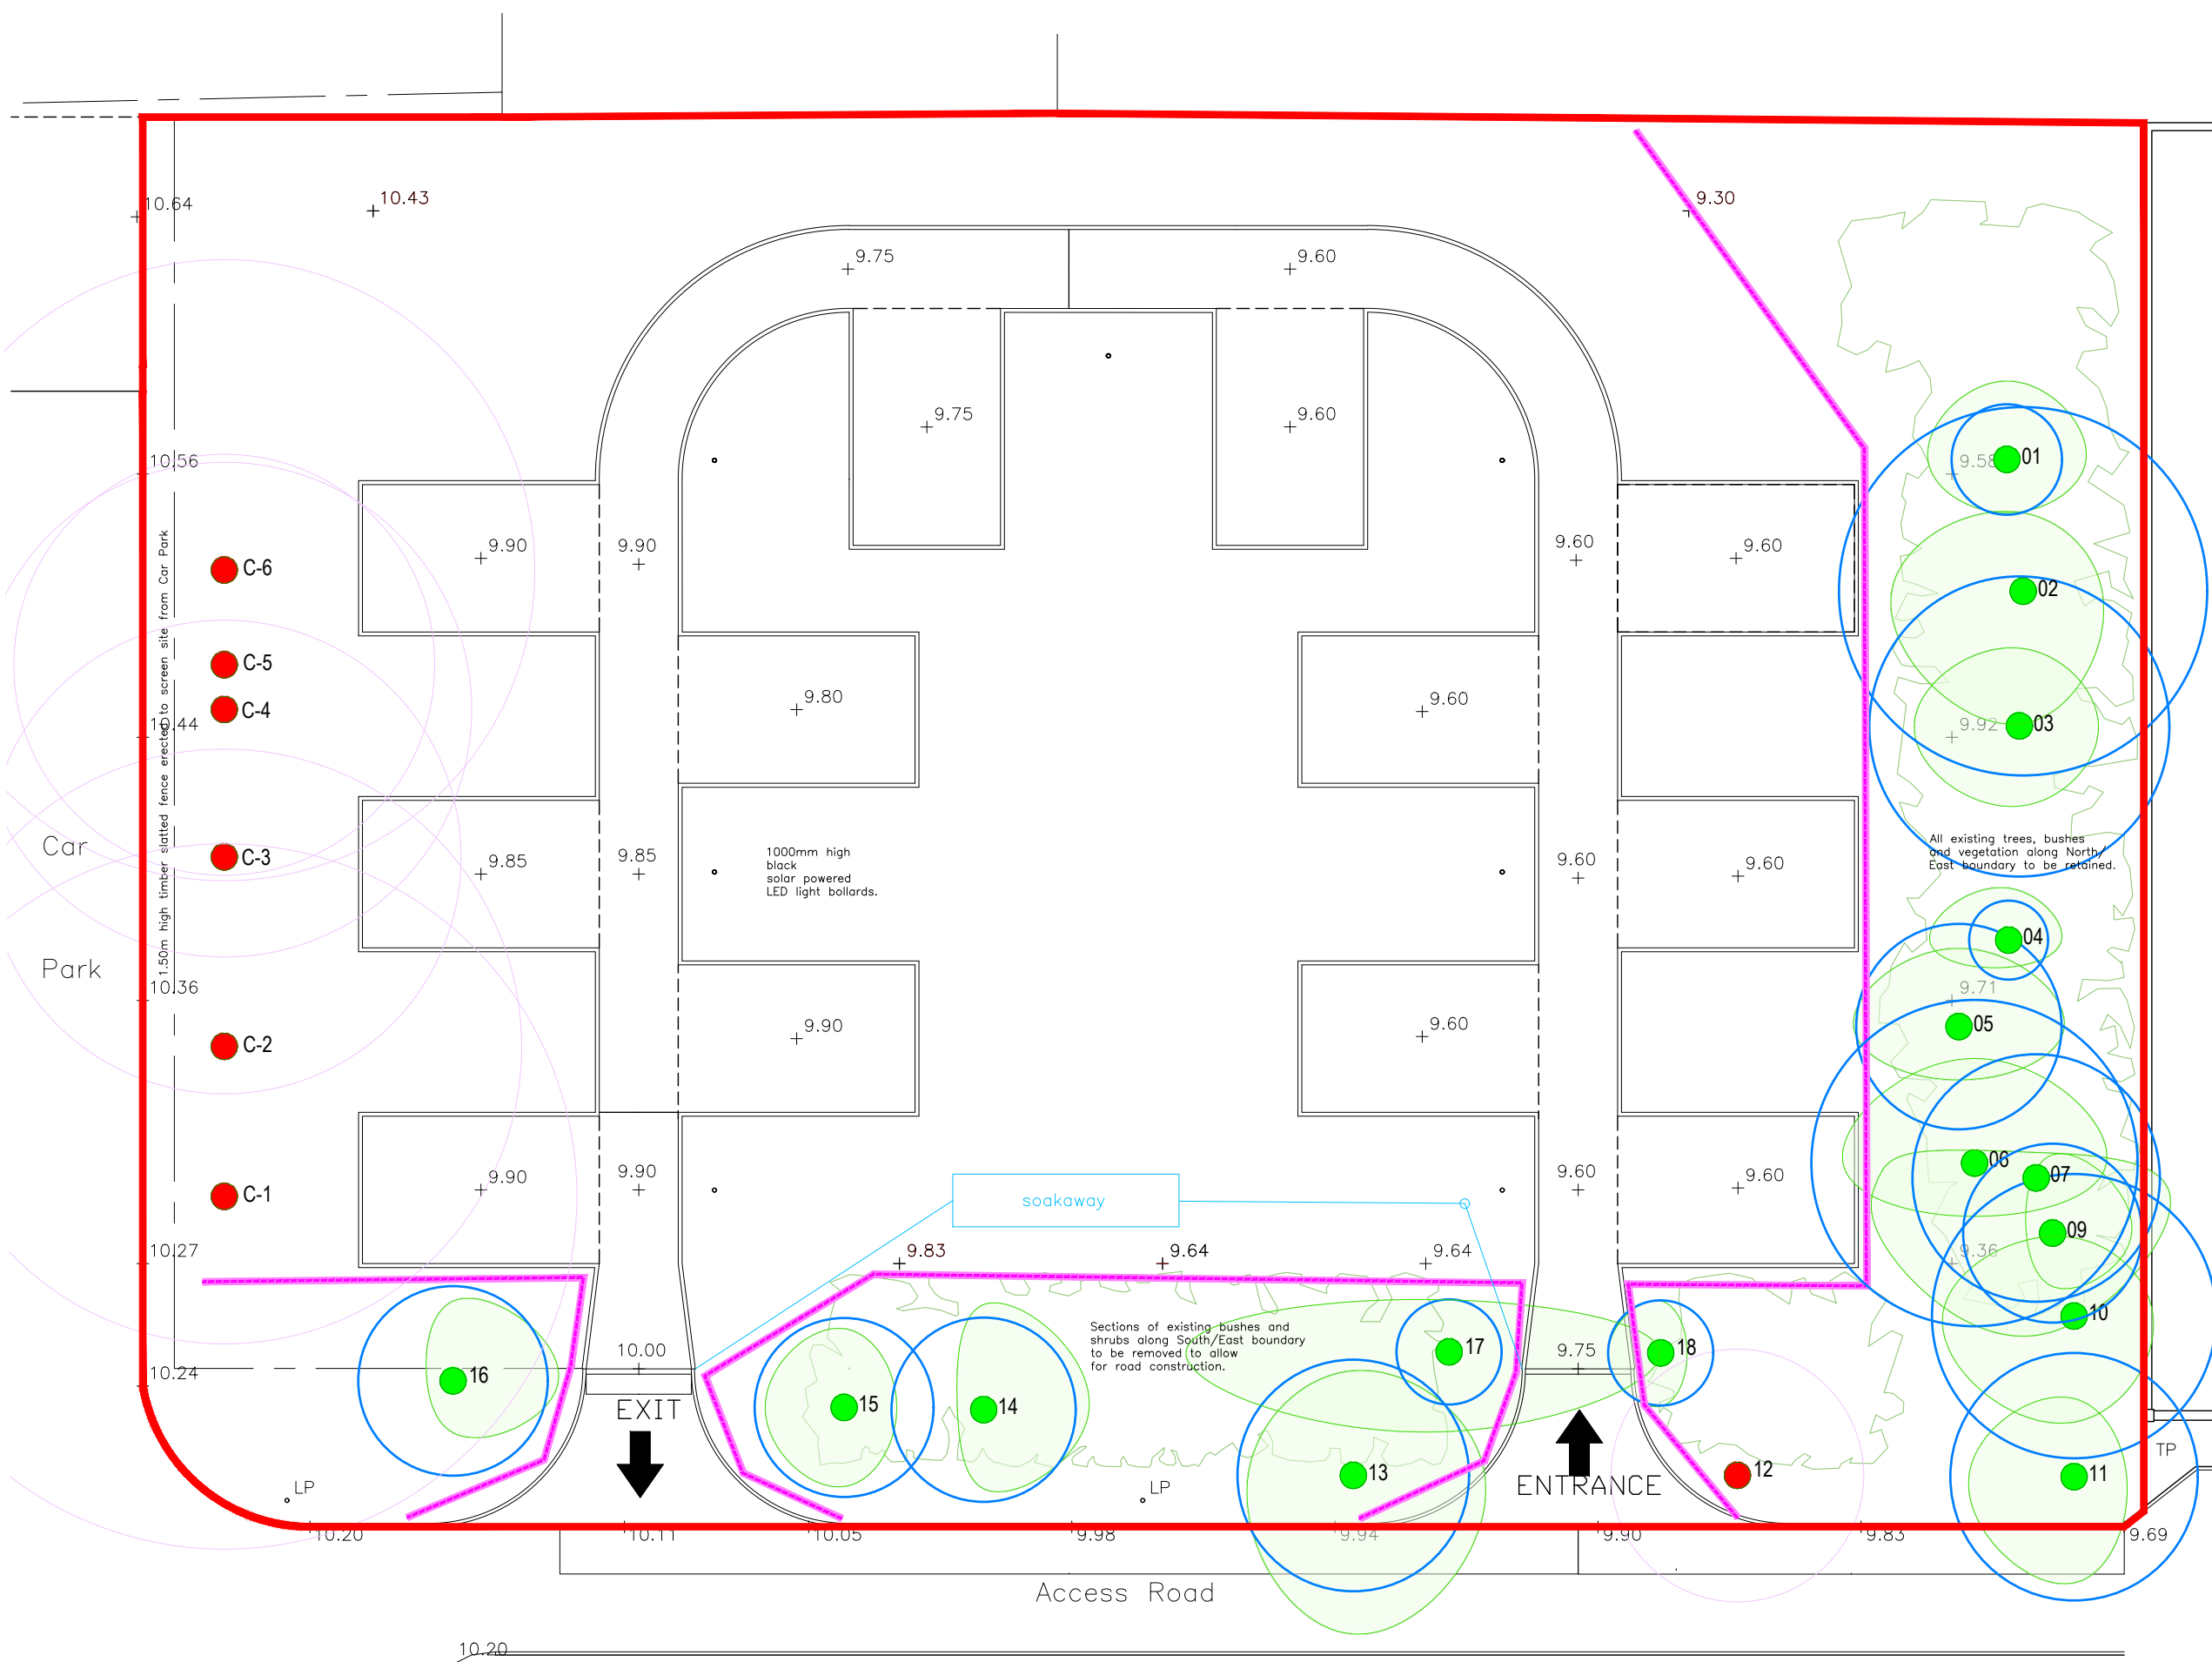 10.64
10.43
9.30
9.75
9.60
9.75
9.60
10.56
9.58
01
9.90
9.90
9.60
9.60
C-6
02
C-5
9.80
9.60
C-4
10.44
9.92
03
1.50m high timber slatted fence erected to screen site from Car Park
Car
Park
C-3
9.85
9.85
1000mm high
black
solar powered
LED light bollards.
9.60
9.60
All existing trees, bushes
and vegetation along North/
East boundary to be retained.
04
10.36
9.71
05
C-2
9.90
9.60
06
07
C-1
9.90
9.90
soakaway
9.60
9.60
09
10.27
9.83
9.64
9.64
9.36
10
Sections of existing bushes and
shrubs along South/East boundary
to be removed to allow
for road construction.
10.24
16
10.00
EXIT
15
14
17
9.75
18
13
12
11
ENTRANCE
TP
LP
LP
10.20
10.11
10.05
9.98
9.94
9.90
9.83
9.69
Access Road
10.20